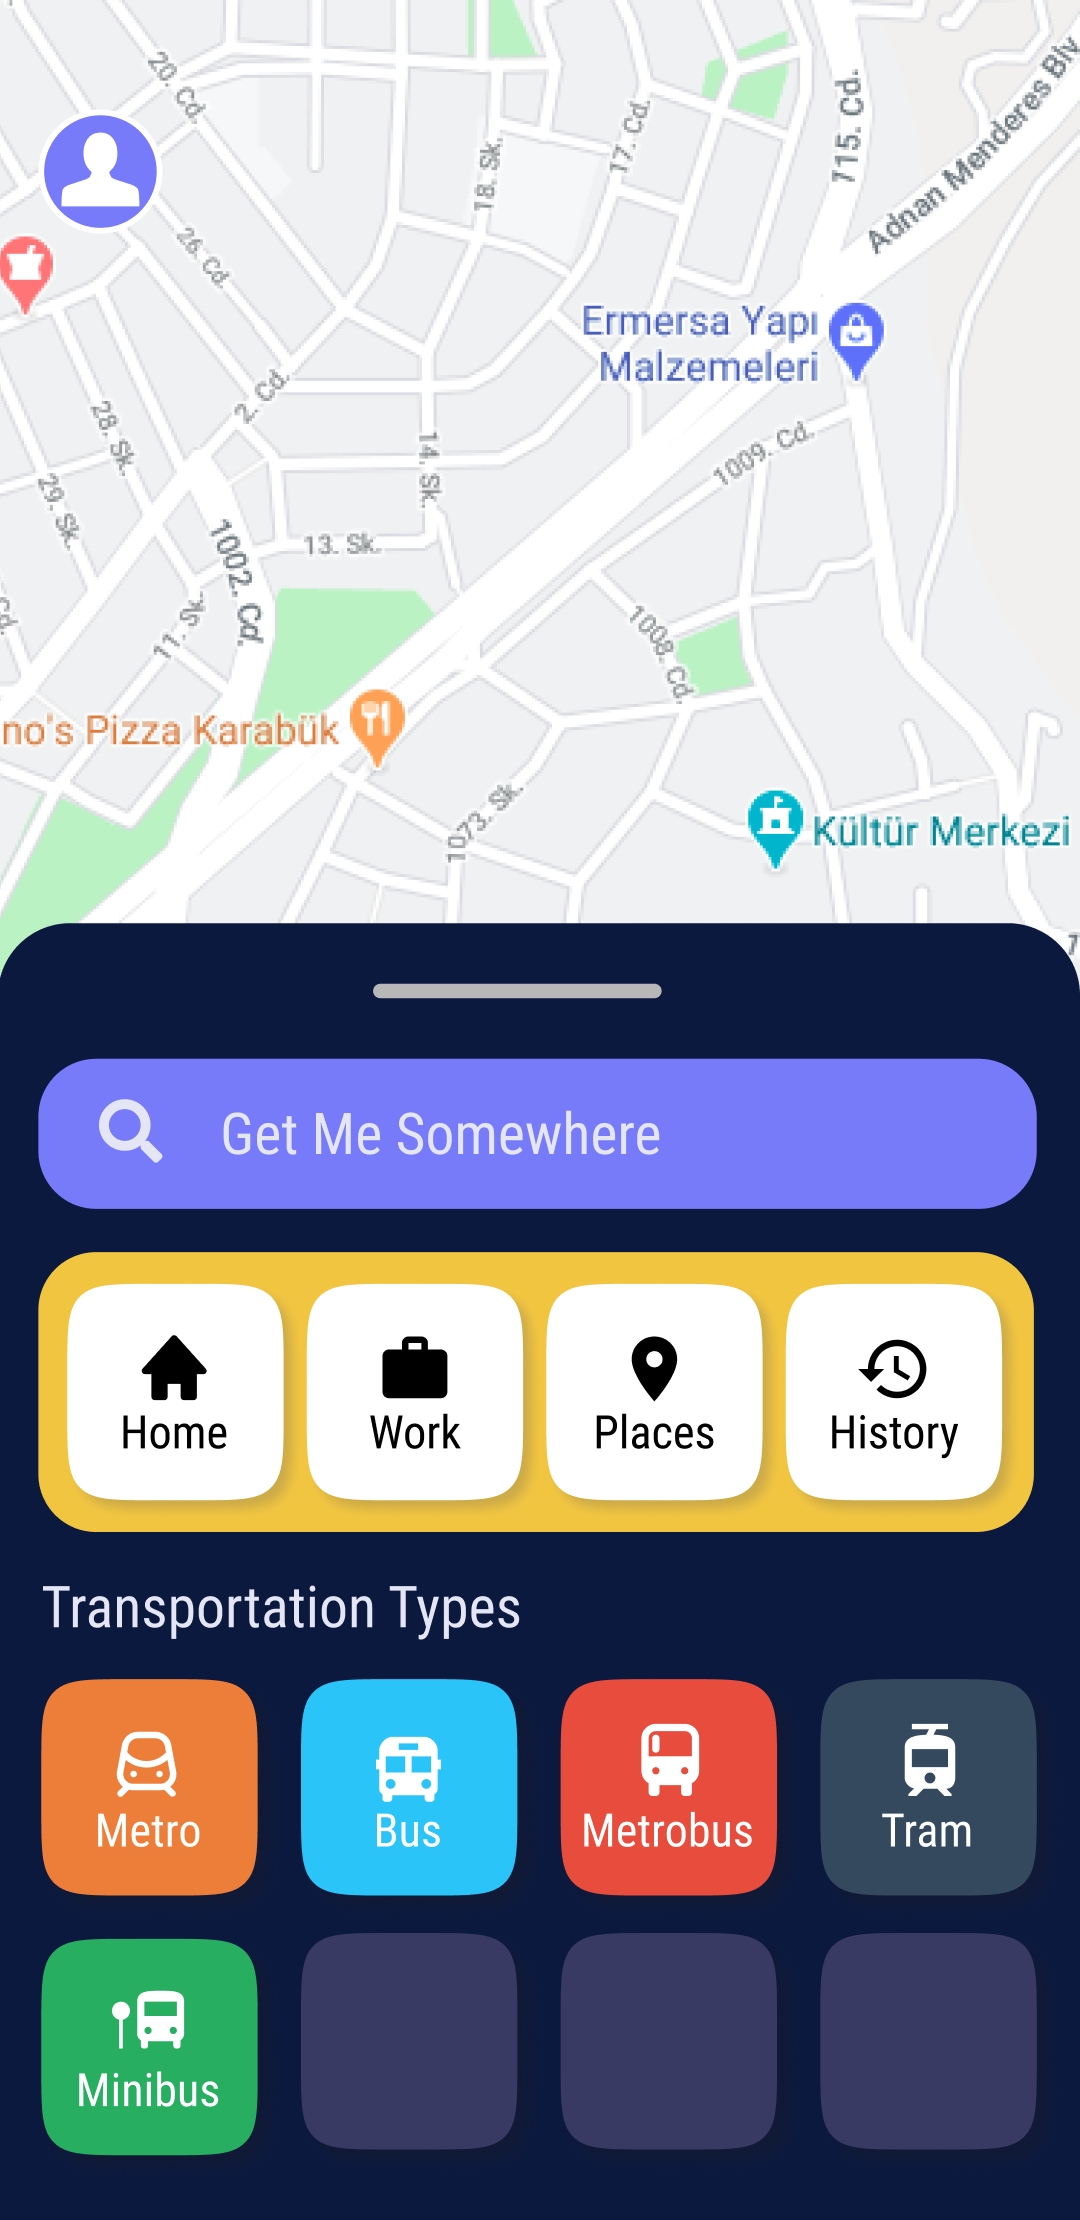 20. Cd.
17. Cd.
715. Cd.
Adnan Menderes Blv
18. Sk.
26. Cd.
Ermersa Yapı
Malzemeleri
2. Cd.
28. Sk.
14. Sk.
1009. Cd.
29. Sk.
13. Sk.
1002. Cd.
11. Sk.
1008. Cd.
Cd.
no's Pizza Karabük
1073. Sk.
Kültür Merkezi
7
Get Me Somewhere
Home
Work
Places
History
Transportation Types
Metro
Bus
Metrobus
Tram
Minibus